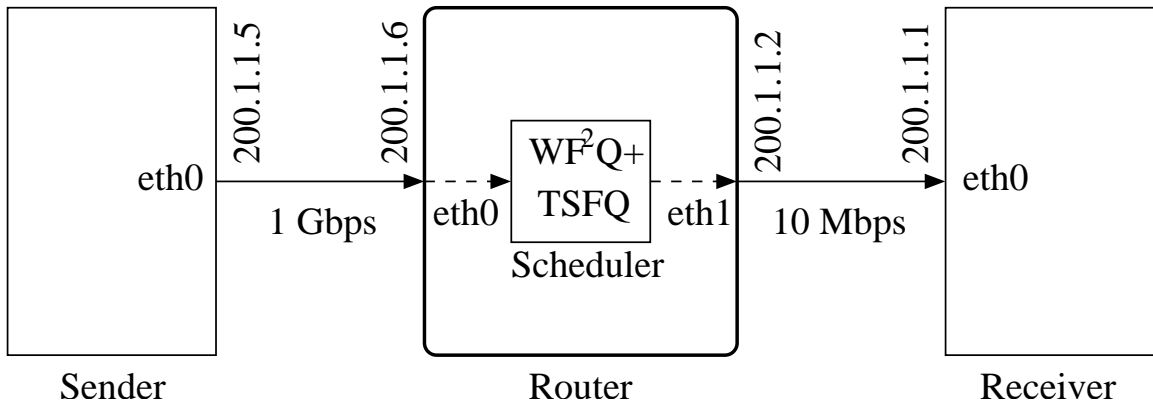 200.1.1.5
200.1.1.6
200.1.1.2
200.1.1.1
eth0
WF²Q+
TSFQ
eth0
1 Gbps
eth0
eth1
10 Mbps
Scheduler
Sender
Router
Receiver